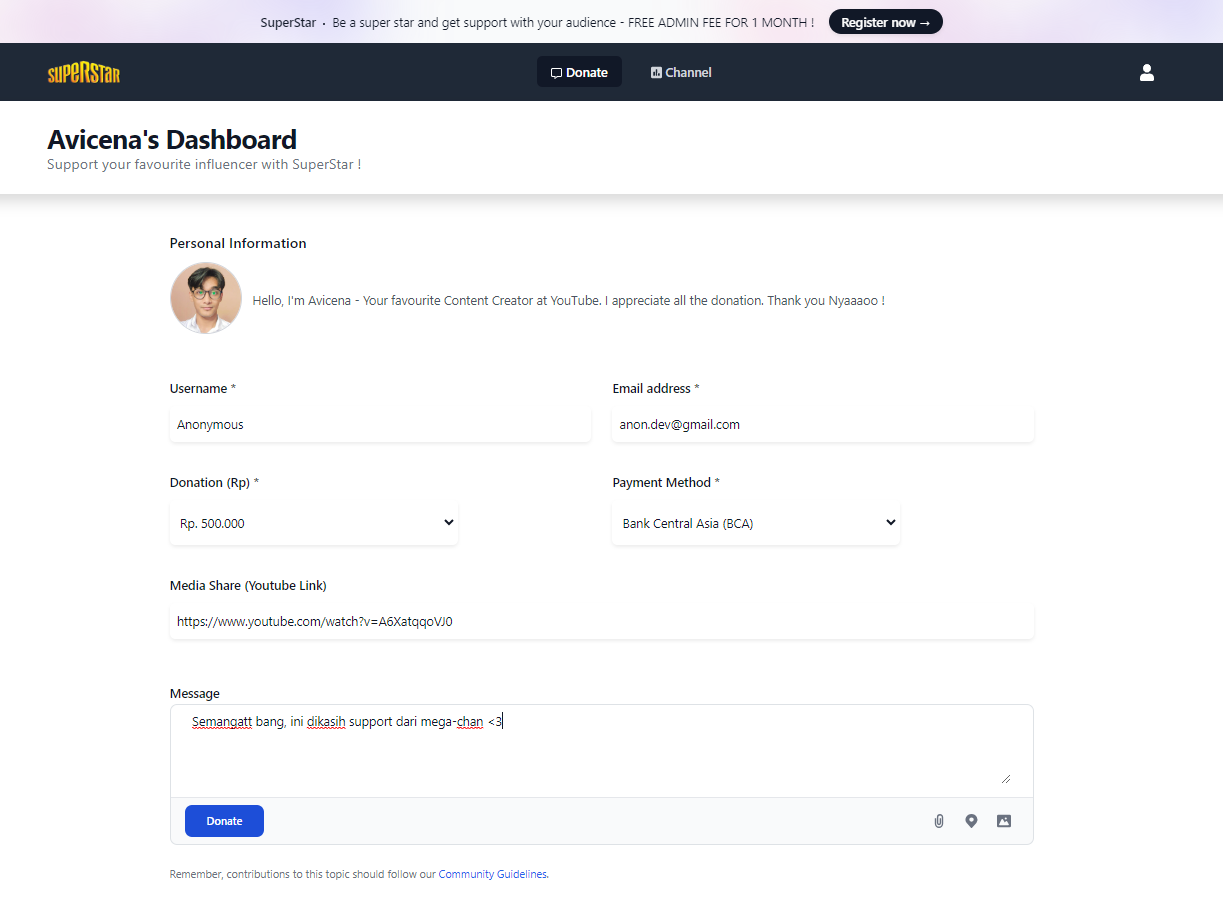 SuperStar · Be a super star and get support with your audience - FREE ADMIN FEE FOR 1 MONTH ! Register now →
SUPERSTAR Donate Channel
Avicena's Dashboard
Support your favourite influencer with SuperStar !
Personal Information
Hello, I'm Avicena - Your favourite Content Creator at YouTube. I appreciate all the donation. Thank you Nyaaaoo !
Username * Email address *
Anonymous anon.dev@gmail.com
Donation (Rp) * Payment Method *
Rp. 500.000 Bank Central Asia (BCA)
Media Share (Youtube Link)
https://www.youtube.com/watch?v=A6XatqqoVJ0
Message
Semangatt bang, ini dikasih support dari mega-chan <3
Donate
Remember, contributions to this topic should follow our Community Guidelines.